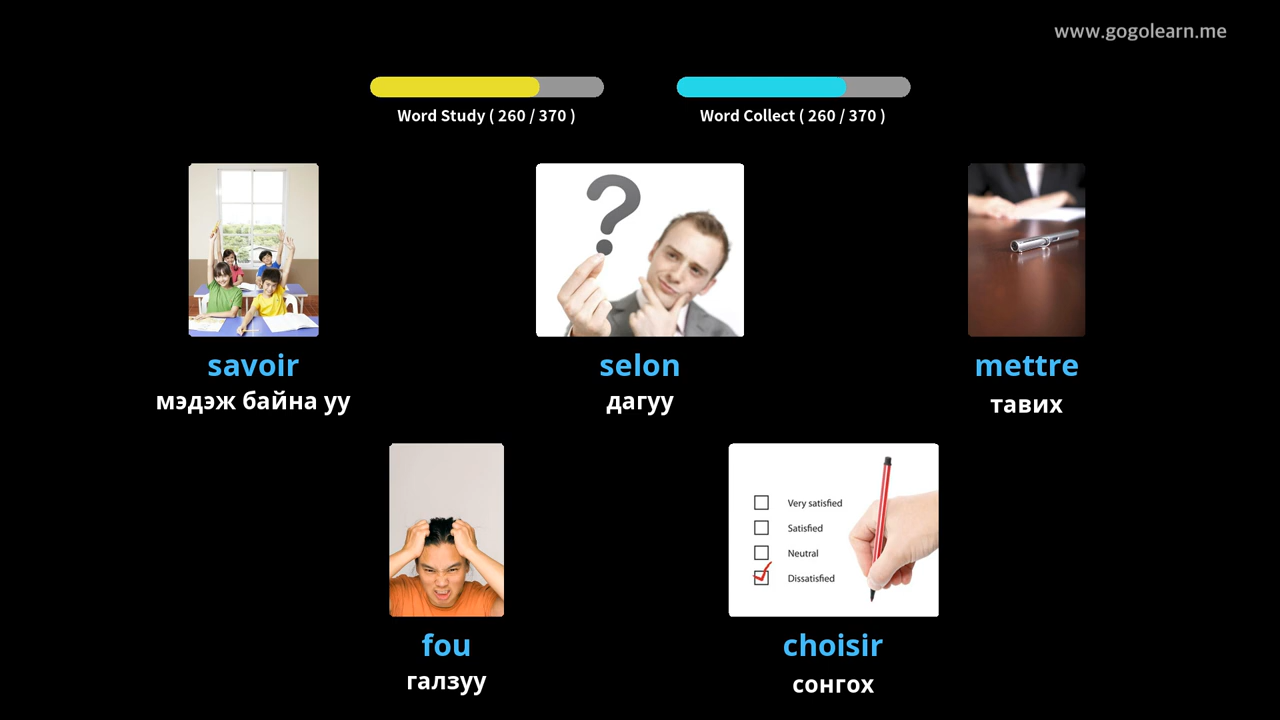 www.gogolearn.me
Word Study ( 260 / 370 )
Word Collect ( 260 / 370 )
savoir
мэдэж байна уу
selon
дагуу
mettre
тавих
fou
галзуу
Very satisfied
Satisfied
Neutral
Dissatisfied
choisir
сонгох